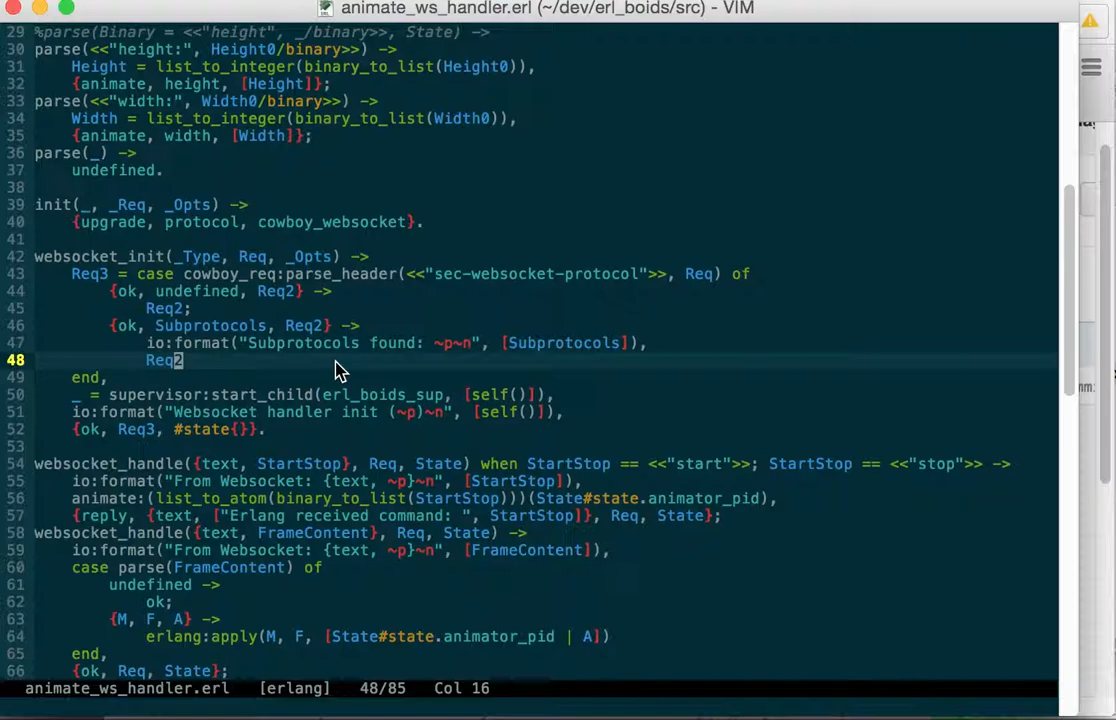 animate_ws_handler.erl (~/dev/erl_boids/src) - VIM
29 %parse(Binary = <<"height", _/binary>>, State) ->
30 parse(<<"height:", Height0/binary>>) ->
31     Height = list_to_integer(binary_to_list(Height0)),
32     {animate, height, [Height]};
33 parse(<<"width:", Width0/binary>>) ->
34     Width = list_to_integer(binary_to_list(Width0)),
35     {animate, width, [Width]};
36 parse(_) ->
37     undefined.
38
39 init(_, _Req, _Opts) ->
40     {upgrade, protocol, cowboy_websocket}.
41
42 websocket_init(_Type, Req, _Opts) ->
43     Req3 = case cowboy_req:parse_header(<<"sec-websocket-protocol">>, Req) of
44         {ok, undefined, Req2} ->
45             Req2;
46         {ok, Subprotocols, Req2} ->
47             io:format("Subprotocols found: ~p~n", [Subprotocols]),
48             Req2
49     end,
50     _ = supervisor:start_child(erl_boids_sup, [self()]),
51     io:format("Websocket handler init (~p)~n", [self()]),
52     {ok, Req3, #state{}}.
53
54 websocket_handle({text, StartStop}, Req, State) when StartStop == <<"start">>; StartStop == <<"stop">> ->
55     io:format("From Websocket: {text, ~p}~n", [StartStop]),
56     animate:(list_to_atom(binary_to_list(StartStop)))(State#state.animator_pid),
57     {reply, {text, ["Erlang received command: ", StartStop]}, Req, State};
58 websocket_handle({text, FrameContent}, Req, State) ->
59     io:format("From Websocket: {text, ~p}~n", [FrameContent]),
60     case parse(FrameContent) of
61         undefined ->
62             ok;
63         {M, F, A} ->
64             erlang:apply(M, F, [State#state.animator_pid | A])
65     end,
66     {ok, Req, State};
animate_ws_handler.erl [erlang] 48/85 Col 16